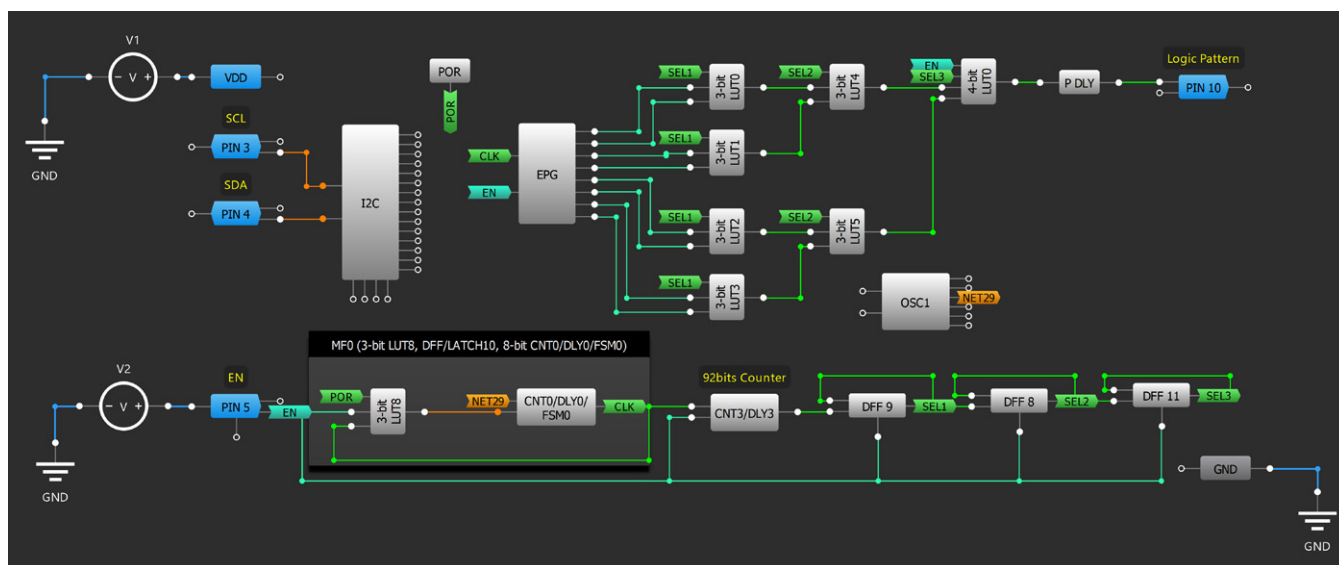 V1
− V +
VDD
GND
SCL
PIN 3
SDA
PIN 4
I2C
POR
POR
CLK
EN
EPG
SEL1
3-bit
LUT0
SEL1
3-bit
LUT1
SEL1
3-bit
LUT2
SEL1
3-bit
LUT3
SEL2
3-bit
LUT4
SEL2
3-bit
LUT5
EN
SEL3
4-bit
LUT0
P DLY
Logic Pattern
PIN 10
OSC1
NET29
V2
− V +
GND
EN
PIN 5
EN
MF0 (3-bit LUT8, DFF/LATCH10, 8-bit CNT0/DLY0/FSM0)
POR
3-bit
LUT8
NET29
CNT0/DLY0/
FSM0
CLK
92bits Counter
CNT3/DLY3
DFF 9
SEL1
DFF 8
SEL2
DFF 11
SEL3
GND
GND